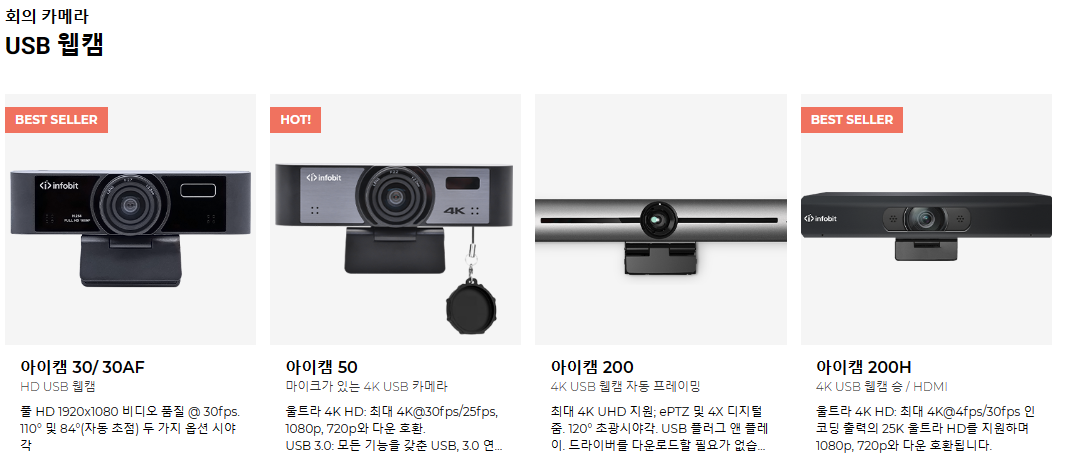 회의 카메라
USB 웹캠
BEST SELLER
HOT!
BEST SELLER
infobit
H.264
FULL HD 1080P
infobit
4K
infobit
아이캠 30/ 30AF
HD USB 웹캠
풀 HD 1920x1080 비디오 품질 @ 30fps.
110° 및 84°(자동 초점) 두 가지 옵션 시야
각
아이캠 50
마이크가 있는 4K USB 카메라
울트라 4K HD: 최대 4K@30fps/25fps,
1080p, 720p와 다운 호환.
USB 3.0: 모든 기능을 갖춘 USB, 3.0 연...
아이캠 200
4K USB 웹캠 자동 프레이밍
최대 4K UHD 지원; ePTZ 및 4X 디지털
줌. 120° 초광시야각. USB 플러그 앤 플레
이. 드라이버를 다운로드할 필요가 없습...
아이캠 200H
4K USB 웹캠 승 / HDMI
울트라 4K HD: 최대 4K@4fps/30fps 인
코딩 출력의 25K 울트라 HD를 지원하며
1080p, 720p와 다운 호환됩니다.